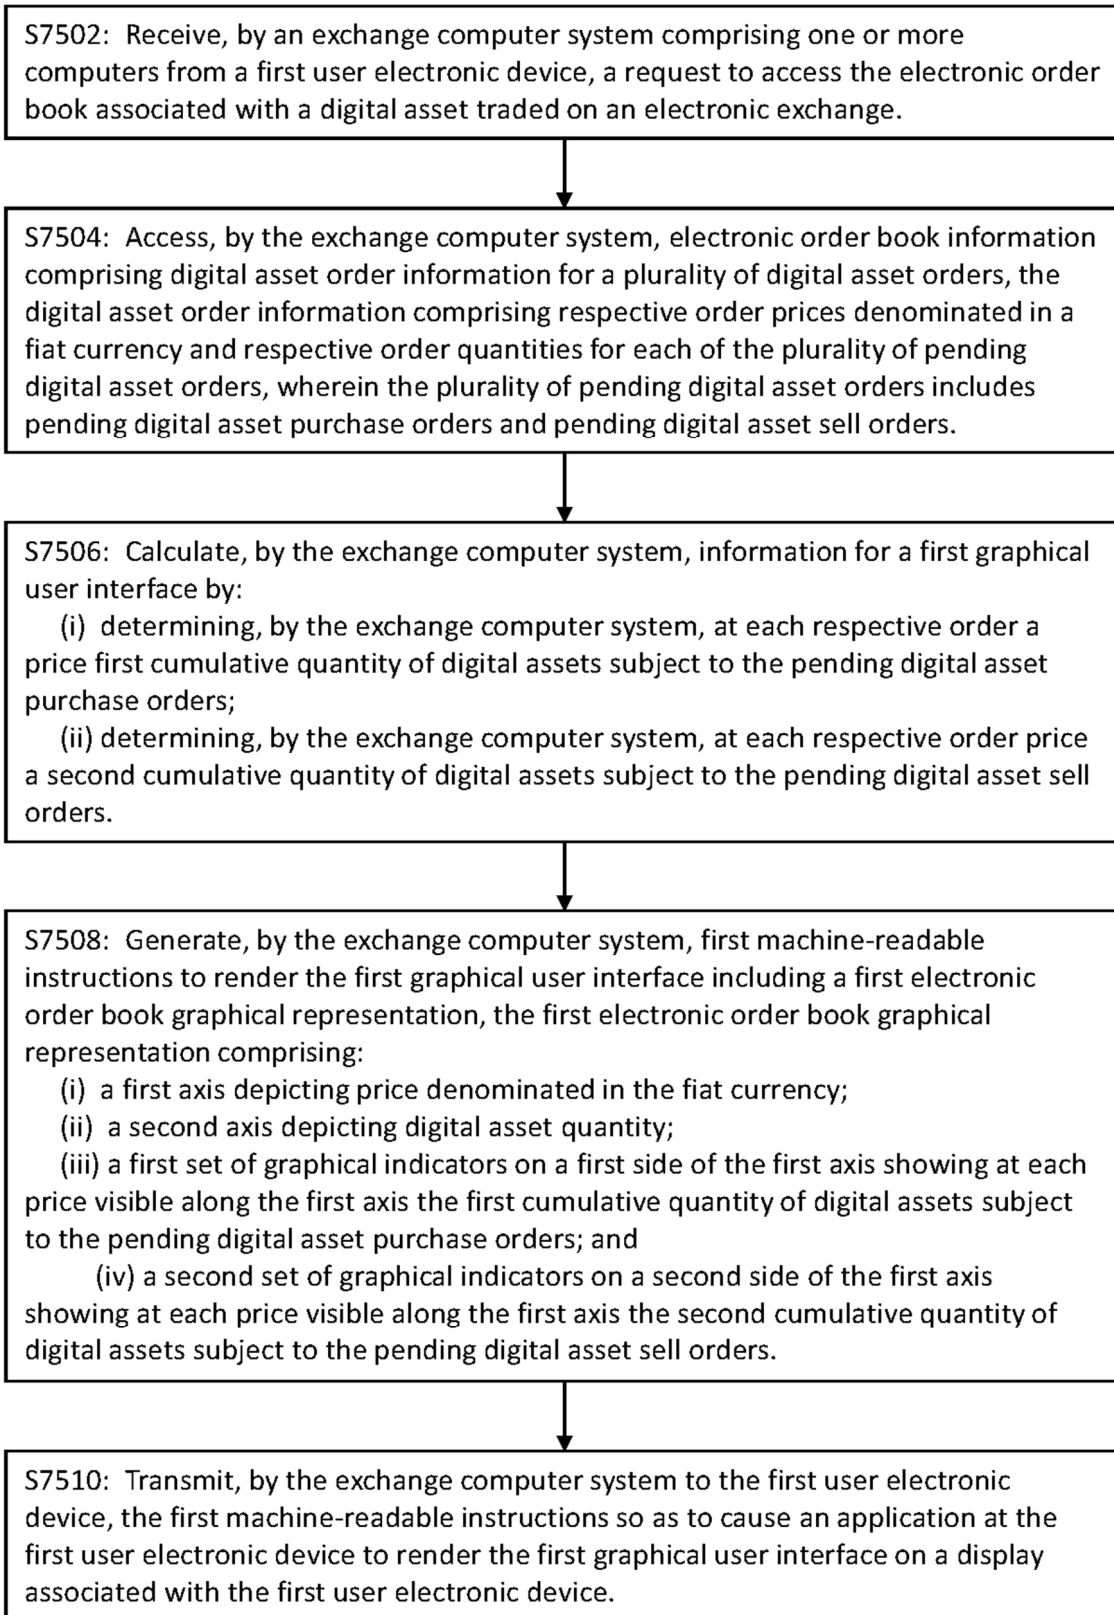 S7502: Receive, by an exchange computer system comprising one or more
computers from a first user electronic device, a request to access the electronic order
book associated with a digital asset traded on an electronic exchange.
S7504: Access, by the exchange computer system, electronic order book information
comprising digital asset order information for a plurality of digital asset orders, the
digital asset order information comprising respective order prices denominated in a
fiat currency and respective order quantities for each of the plurality of pending
digital asset orders, wherein the plurality of pending digital asset orders includes
pending digital asset purchase orders and pending digital asset sell orders.
S7506: Calculate, by the exchange computer system, information for a first graphical
user interface by:
(i) determining, by the exchange computer system, at each respective order a
price first cumulative quantity of digital assets subject to the pending digital asset
purchase orders;
(ii) determining, by the exchange computer system, at each respective order price
a second cumulative quantity of digital assets subject to the pending digital asset sell
orders.
S7508: Generate, by the exchange computer system, first machine-readable
instructions to render the first graphical user interface including a first electronic
order book graphical representation, the first electronic order book graphical
representation comprising:
(i) a first axis depicting price denominated in the fiat currency;
(ii) a second axis depicting digital asset quantity;
(iii) a first set of graphical indicators on a first side of the first axis showing at each
price visible along the first axis the first cumulative quantity of digital assets subject
to the pending digital asset purchase orders; and
(iv) a second set of graphical indicators on a second side of the first axis
showing at each price visible along the first axis the second cumulative quantity of
digital assets subject to the pending digital asset sell orders.
S7510: Transmit, by the exchange computer system to the first user electronic
device, the first machine-readable instructions so as to cause an application at the
first user electronic device to render the first graphical user interface on a display
associated with the first user electronic device.